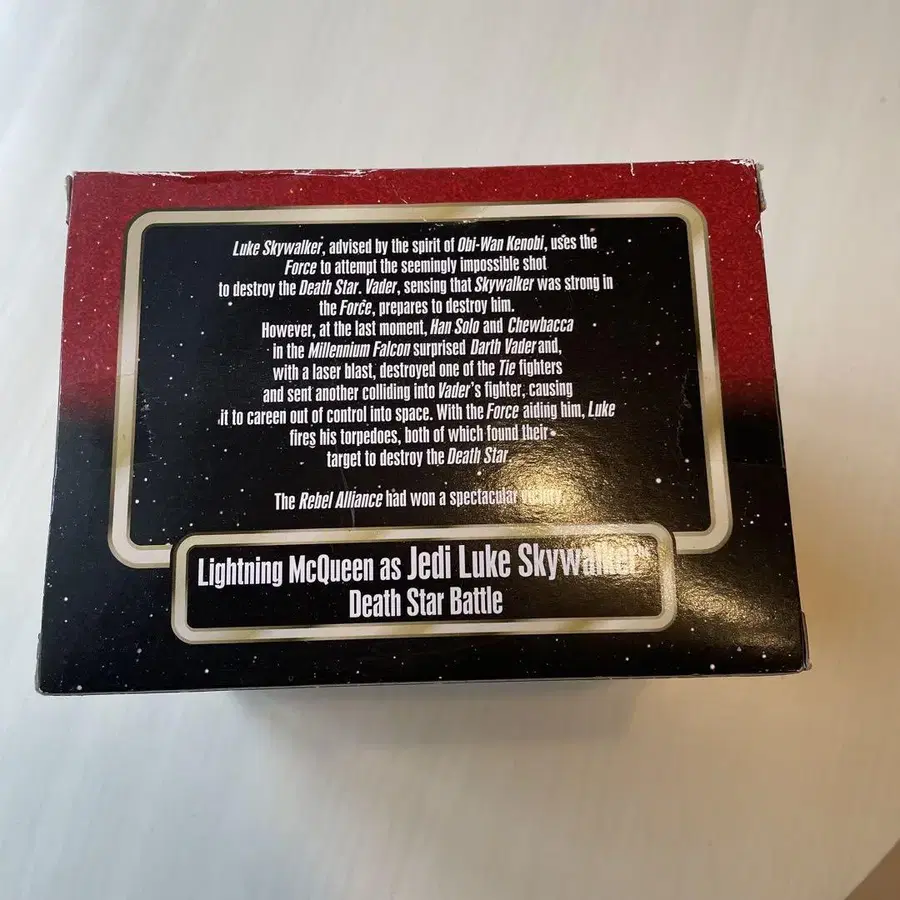 Luke Skywalker, advised by the spirit of Obi-Wan Kenobi, uses the
Force to attempt the seemingly impossible shot
to destroy the Death Star. Vader, sensing that Skywalker was strong in
the Force, prepares to destroy him.
However, at the last moment, Han Solo and Chewbacca
in the Millennium Falcon surprised Darth Vader and,
with a laser blast, destroyed one of the Tie fighters
and sent another colliding into Vader's fighter, causing
it to careen out of control into space. With the Force aiding him, Luke
fires his torpedoes, both of which found their
target to destroy the Death Star.
The Rebel Alliance had won a spectacular victory.
Lightning McQueen as Jedi Luke Skywalker
Death Star Battle